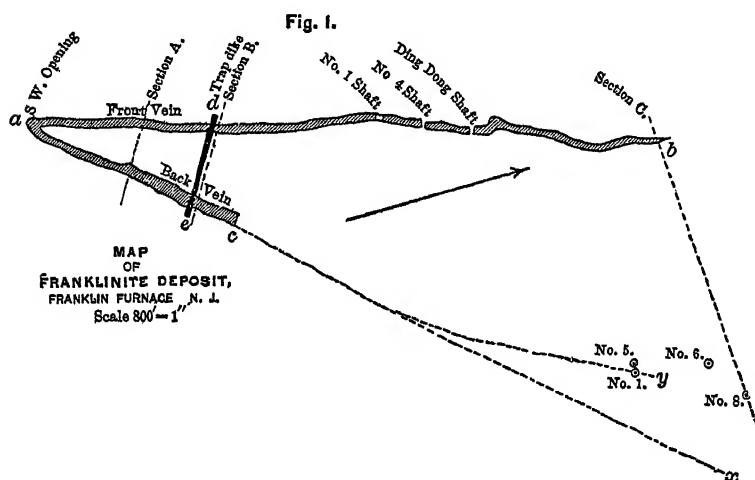 Fig. 1.
S W. Opening
Section A.
Trap dike
Section B.
No. 1 Shaft
No 4. Shaft
Ding Dong Shaft
Section C.
a
Front Vein
d
b
Back Vein
e
c
MAP
OF
FRANKLINITE DEPOSIT,
FRANKLIN FURNACE, N. J.
Scale 800'=1"
No. 5.
No. 6.
No. 1.
y
No. 8.
x